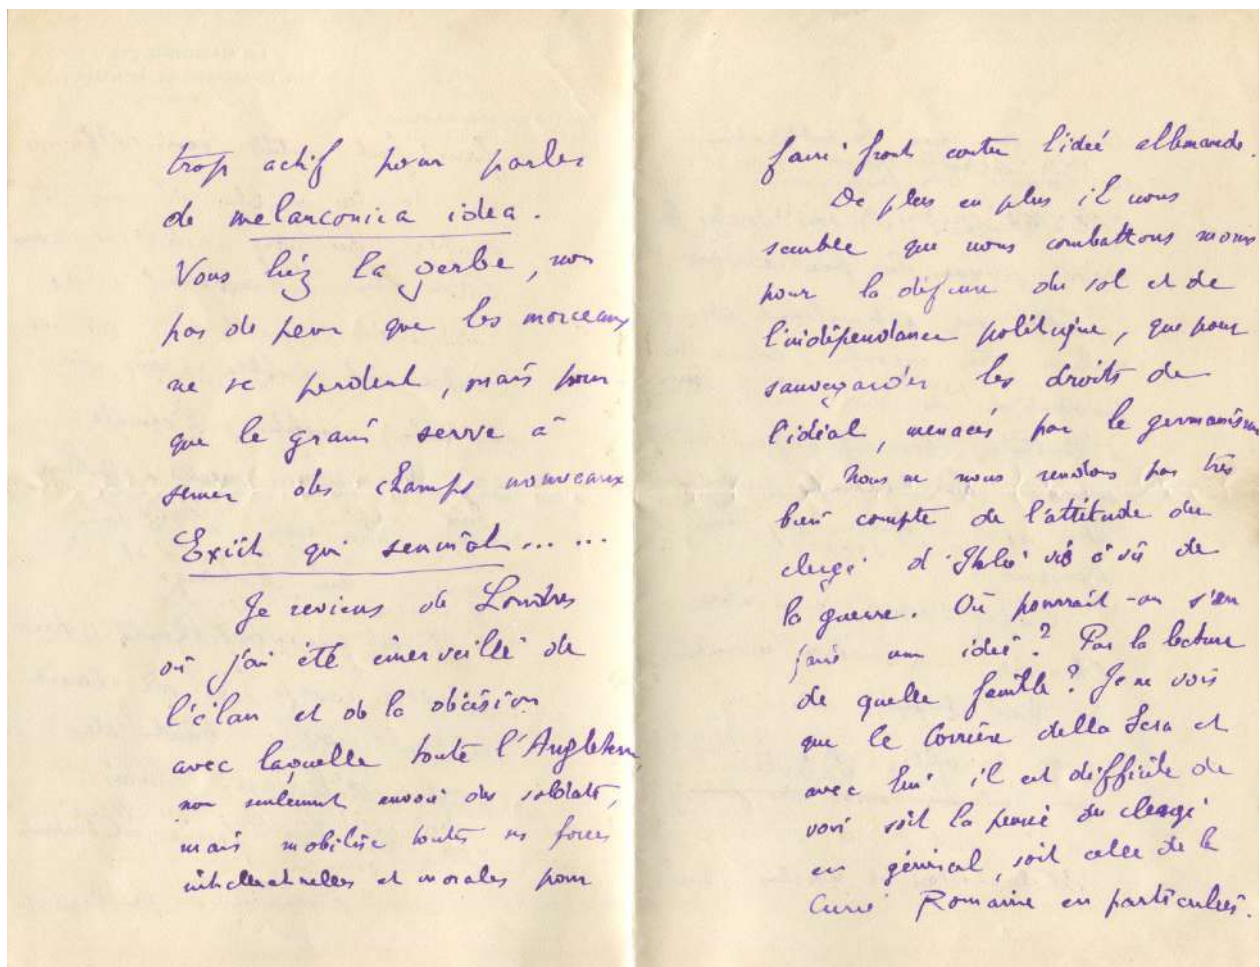 trop actif pour parler
de melanconica idea.
Vous liez la gerbe, non
pas de peur que les morceaux
ne se perdent, mais pour
que le grain serve à
semer des champs nouveaux
Exiit qui seminat......
Je reviens de Londres
où j'ai été émerveillé de
l'élan et de la décision
avec laquelle toute l'Angleterre,
non seulement envoie des soldats,
mais mobilise toutes ses forces
intellectuelles et morales pour
faire front contre l'idée allemande.
De plus en plus il nous
semble que nous combattons moins
pour la défense du sol et de
l'indépendance politique, que pour
sauvegarder les droits de
l'idéal, menacés par le germanisme
Nous ne nous rendons pas très
bien compte de l'attitude du
clergé d'Italie vis à vis de
la guerre. Où pourrait-on s'en
faire une idée? Par la lecture
de quelle feuille? Je ne vois
que le Corriere della Sera et
avec lui il est difficile de
voir soit la pensée du clergé
en général, soit celle de la
Curie Romaine en particulier.